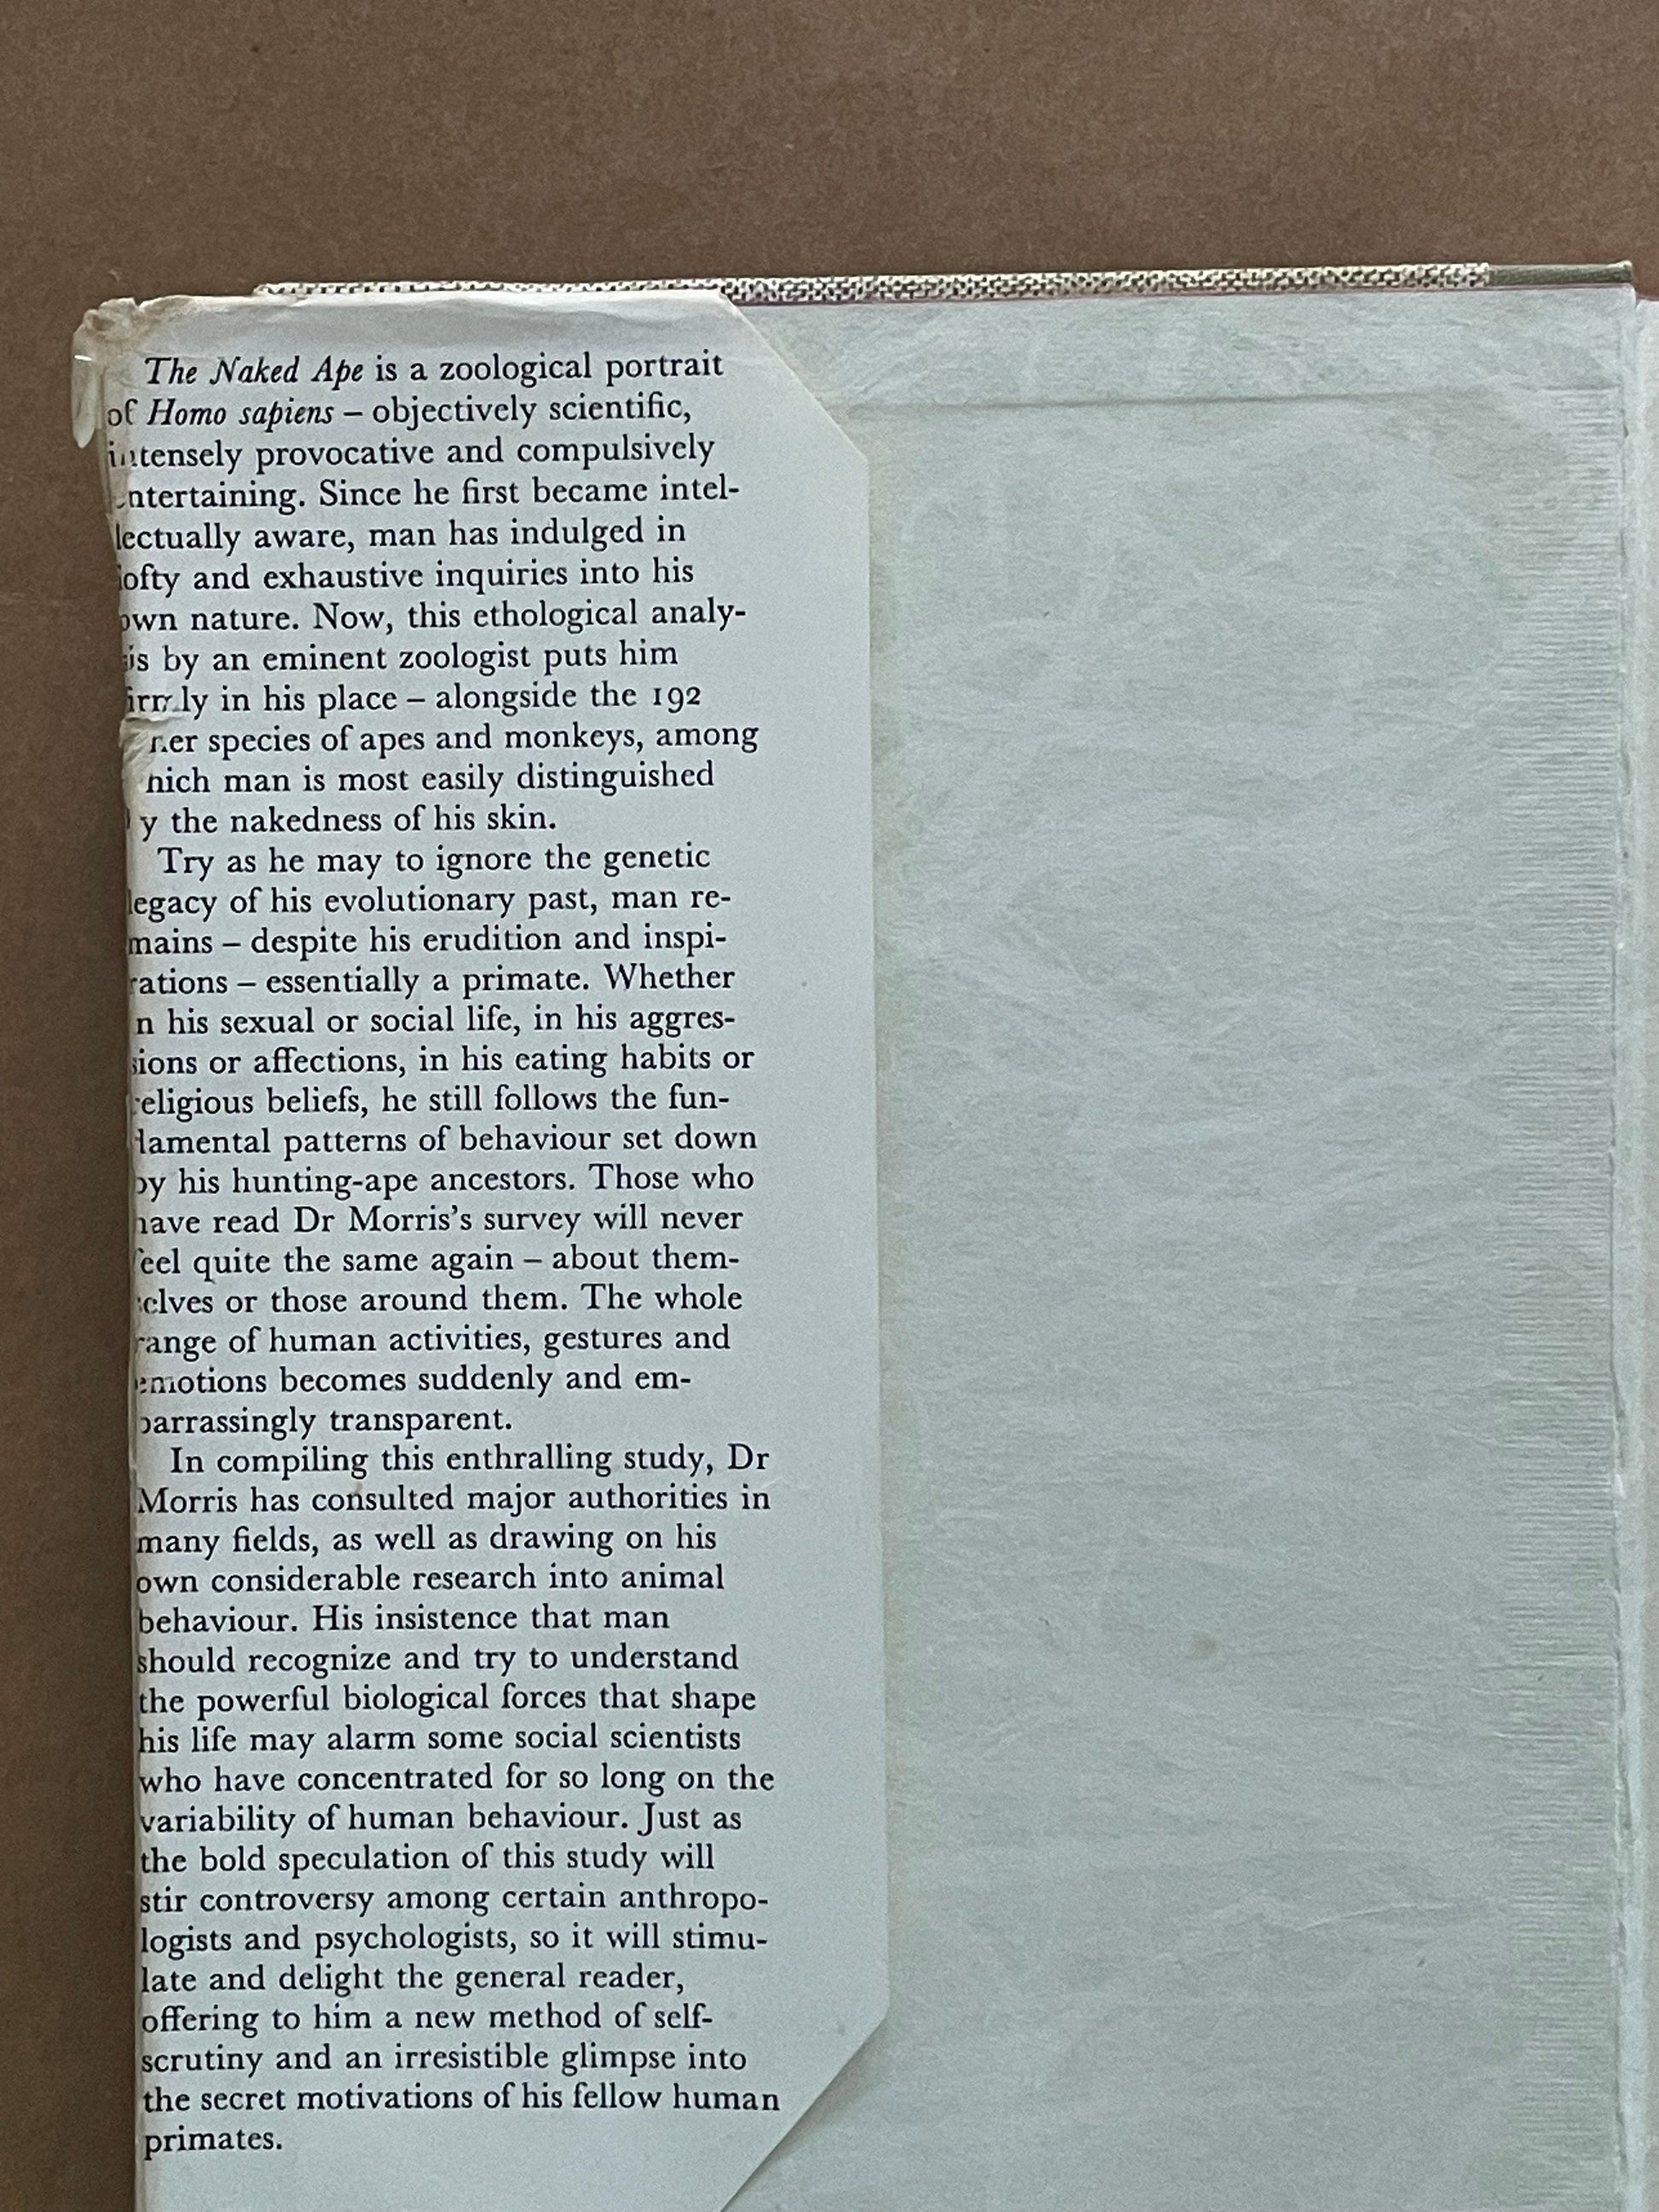 The Naked Ape is a zoological portrait
of Homo sapiens – objectively scientific,
intensely provocative and compulsively
entertaining. Since he first became intel-
lectually aware, man has indulged in
lofty and exhaustive inquiries into his
own nature. Now, this ethological analy-
sis by an eminent zoologist puts him
firmly in his place – alongside the 192
other species of apes and monkeys, among
which man is most easily distinguished
by the nakedness of his skin.
Try as he may to ignore the genetic
legacy of his evolutionary past, man re-
mains – despite his erudition and inspi-
rations – essentially a primate. Whether
in his sexual or social life, in his aggres-
sions or affections, in his eating habits or
religious beliefs, he still follows the fun-
damental patterns of behaviour set down
by his hunting-ape ancestors. Those who
have read Dr Morris's survey will never
feel quite the same again – about them-
selves or those around them. The whole
range of human activities, gestures and
emotions becomes suddenly and em-
barrassingly transparent.
In compiling this enthralling study, Dr
Morris has consulted major authorities in
many fields, as well as drawing on his
own considerable research into animal
behaviour. His insistence that man
should recognize and try to understand
the powerful biological forces that shape
his life may alarm some social scientists
who have concentrated for so long on the
variability of human behaviour. Just as
the bold speculation of this study will
stir controversy among certain anthropo-
logists and psychologists, so it will stimu-
late and delight the general reader,
offering to him a new method of self-
scrutiny and an irresistible glimpse into
the secret motivations of his fellow human
primates.